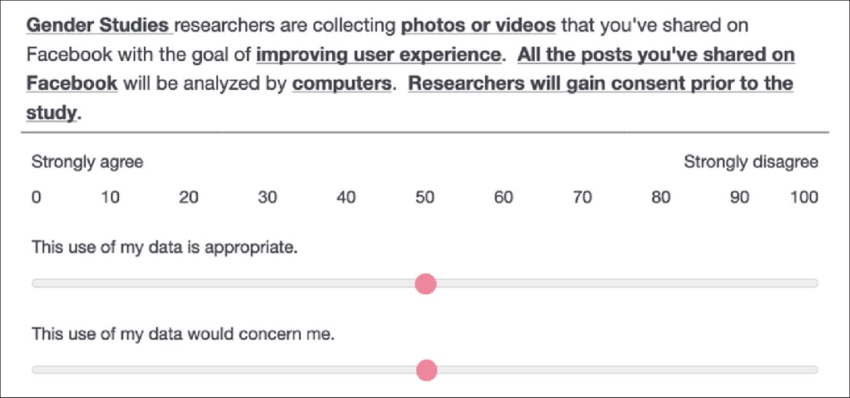 Gender Studies researchers are collecting photos or videos that you've shared on
Facebook with the goal of improving user experience. All the posts you've shared on
Facebook will be analyzed by computers. Researchers will gain consent prior to the
study.
Strongly agree Strongly disagree
0 10 20 30 40 50 60 70 80 90 100
This use of my data is appropriate.
This use of my data would concern me.